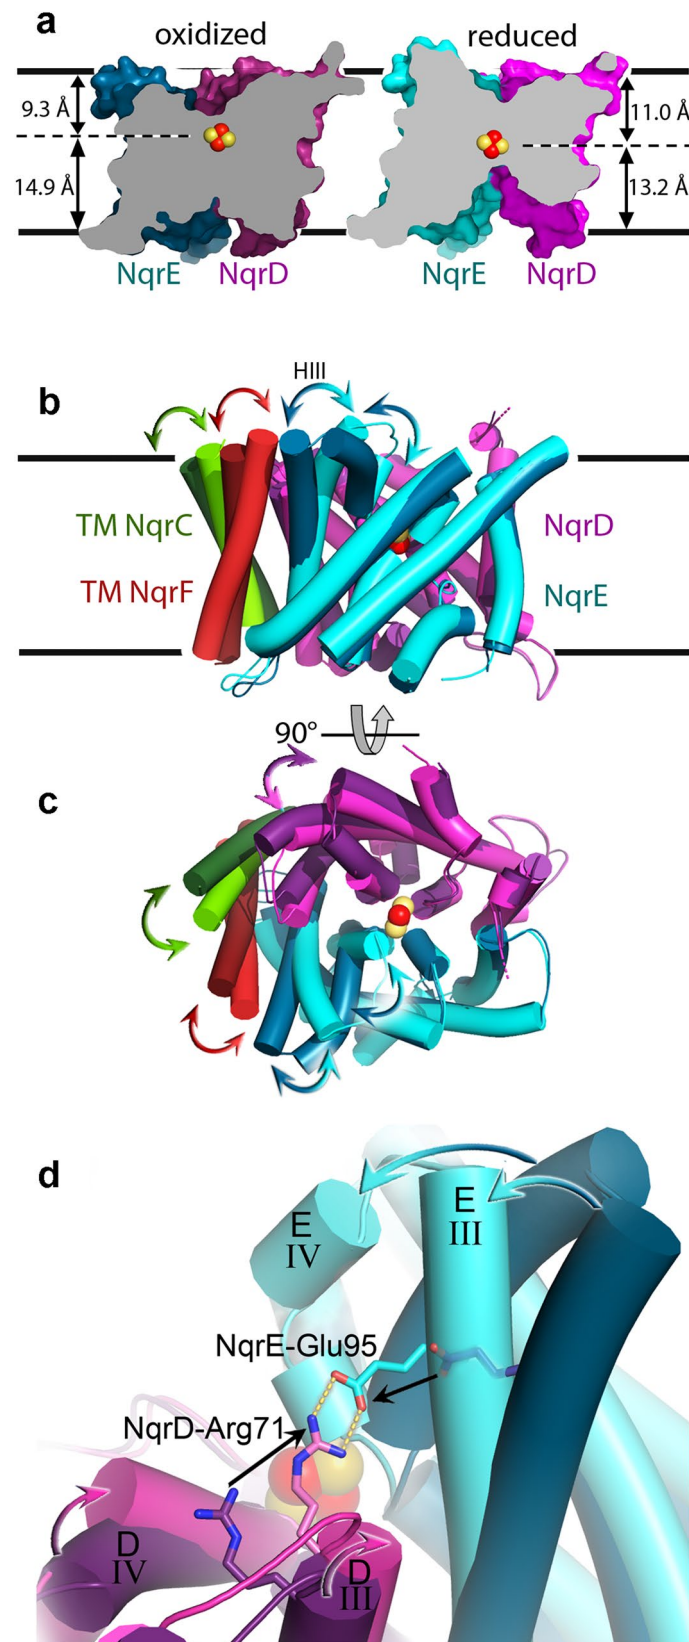 a
oxidized
reduced
9.3 Å
11.0 Å
14.9 Å
13.2 Å
NqrE
NqrD
NqrE
NqrD
b
HIII
TM NqrC
NqrD
TM NqrF
NqrE
90°
c
d
E
III
E
IV
NqrE-Glu95
NqrD-Arg71
D
IV
D
III